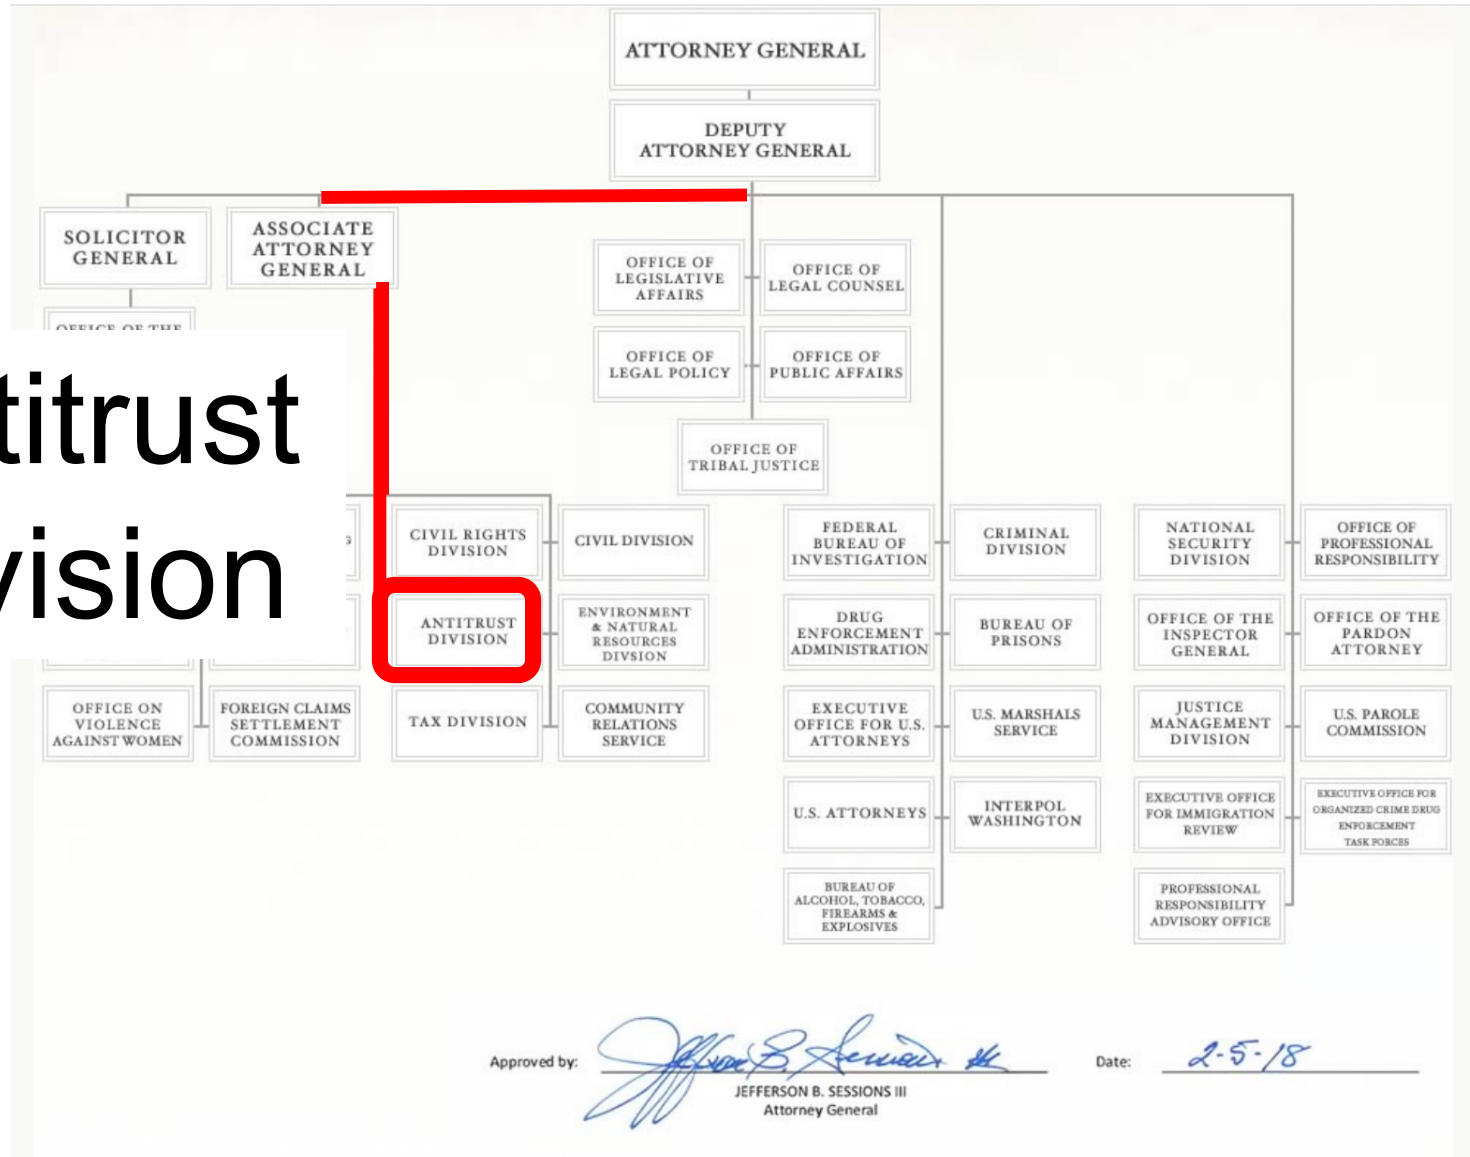 ATTORNEY GENERAL
DEPUTY
ATTORNEY GENERAL
SOLICITOR
GENERAL
ASSOCIATE
ATTORNEY
GENERAL
OFFICE OF
LEGISLATIVE
AFFAIRS
OFFICE OF
LEGAL COUNSEL
OFFICE OF THE
OFFICE OF
LEGAL POLICY
OFFICE OF
PUBLIC AFFAIRS
OFFICE OF
TRIBAL JUSTICE
titrust
vision
CIVIL RIGHTS
DIVISION
CIVIL DIVISION
ANTITRUST
DIVISION
ENVIRONMENT
& NATURAL
RESOURCES
DIVSION
OFFICE ON
VIOLENCE
AGAINST WOMEN
FOREIGN CLAIMS
SETTLEMENT
COMMISSION
TAX DIVISION
COMMUNITY
RELATIONS
SERVICE
FEDERAL
BUREAU OF
INVESTIGATION
CRIMINAL
DIVISION
DRUG
ENFORCEMENT
ADMINISTRATION
BUREAU OF
PRISONS
EXECUTIVE
OFFICE FOR U.S.
ATTORNEYS
U.S. MARSHALS
SERVICE
U.S. ATTORNEYS
INTERPOL
WASHINGTON
BUREAU OF
ALCOHOL, TOBACCO,
FIREARMS &
EXPLOSIVES
NATIONAL
SECURITY
DIVISION
OFFICE OF
PROFESSIONAL
RESPONSIBILITY
OFFICE OF THE
INSPECTOR
GENERAL
OFFICE OF THE
PARDON
ATTORNEY
JUSTICE
MANAGEMENT
DIVISION
U.S. PAROLE
COMMISSION
EXECUTIVE OFFICE
FOR IMMIGRATION
REVIEW
EXECUTIVE OFFICE FOR
ORGANIZED CRIME DRUG
ENFORCEMENT
TASK FORCES
PROFESSIONAL
RESPONSIBILITY
ADVISORY OFFICE
Approved by:
JEFFERSON B. SESSIONS III
Attorney General
Date: 2-5-18